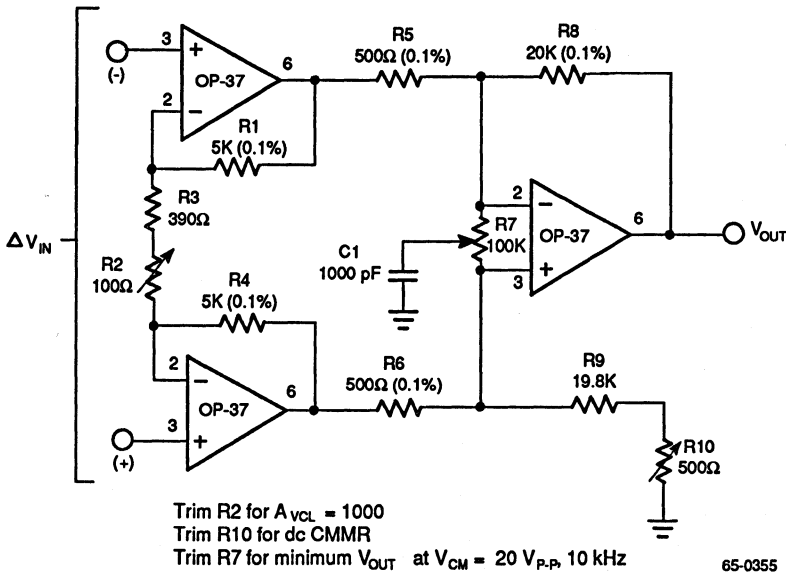 R5
500Ω (0.1%)
R8
20K (0.1%)
3
+
(-)
OP-37
6
2
−
R1
5K (0.1%)
R3
390Ω
ΔV_IN
R2
100Ω
C1
1000 pF
R7
100K
2
−
OP-37
6
V_OUT
+
3
R4
5K (0.1%)
R6
500Ω (0.1%)
R9
19.8K
2
−
OP-37
6
3
+
(+)
R10
500Ω
Trim R2 for A_VCL = 1000
Trim R10 for dc CMMR
Trim R7 for minimum V_OUT at V_CM = 20 V_P-P, 10 kHz
65-0355